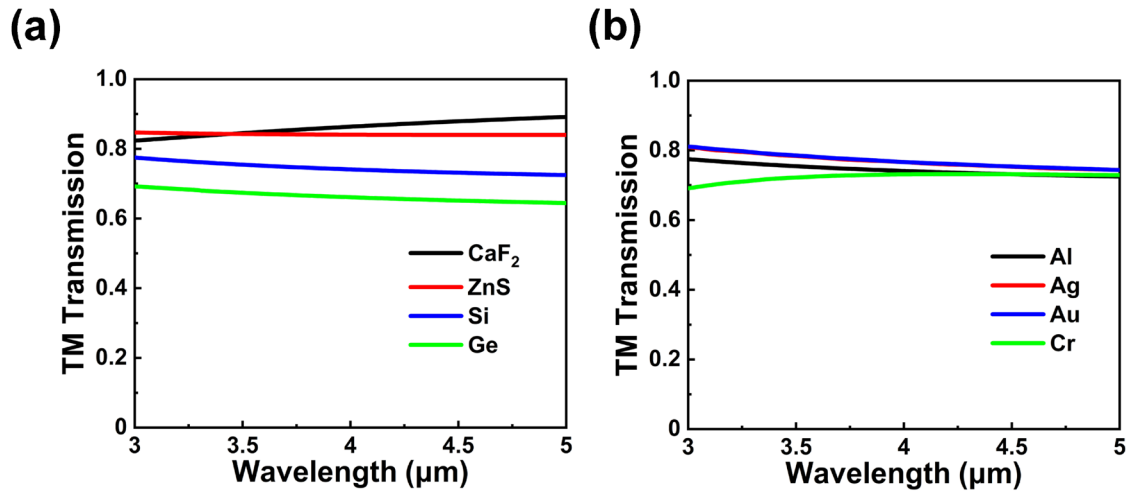 (a)
TM Transmission
1.0
0.8
0.6
0.4
0.2
0
3
3.5
4
4.5
5
Wavelength (μm)
CaF2
ZnS
Si
Ge
(b)
TM Transmission
1.0
0.8
0.6
0.4
0.2
0
3
3.5
4
4.5
5
Wavelength (μm)
Al
Ag
Au
Cr